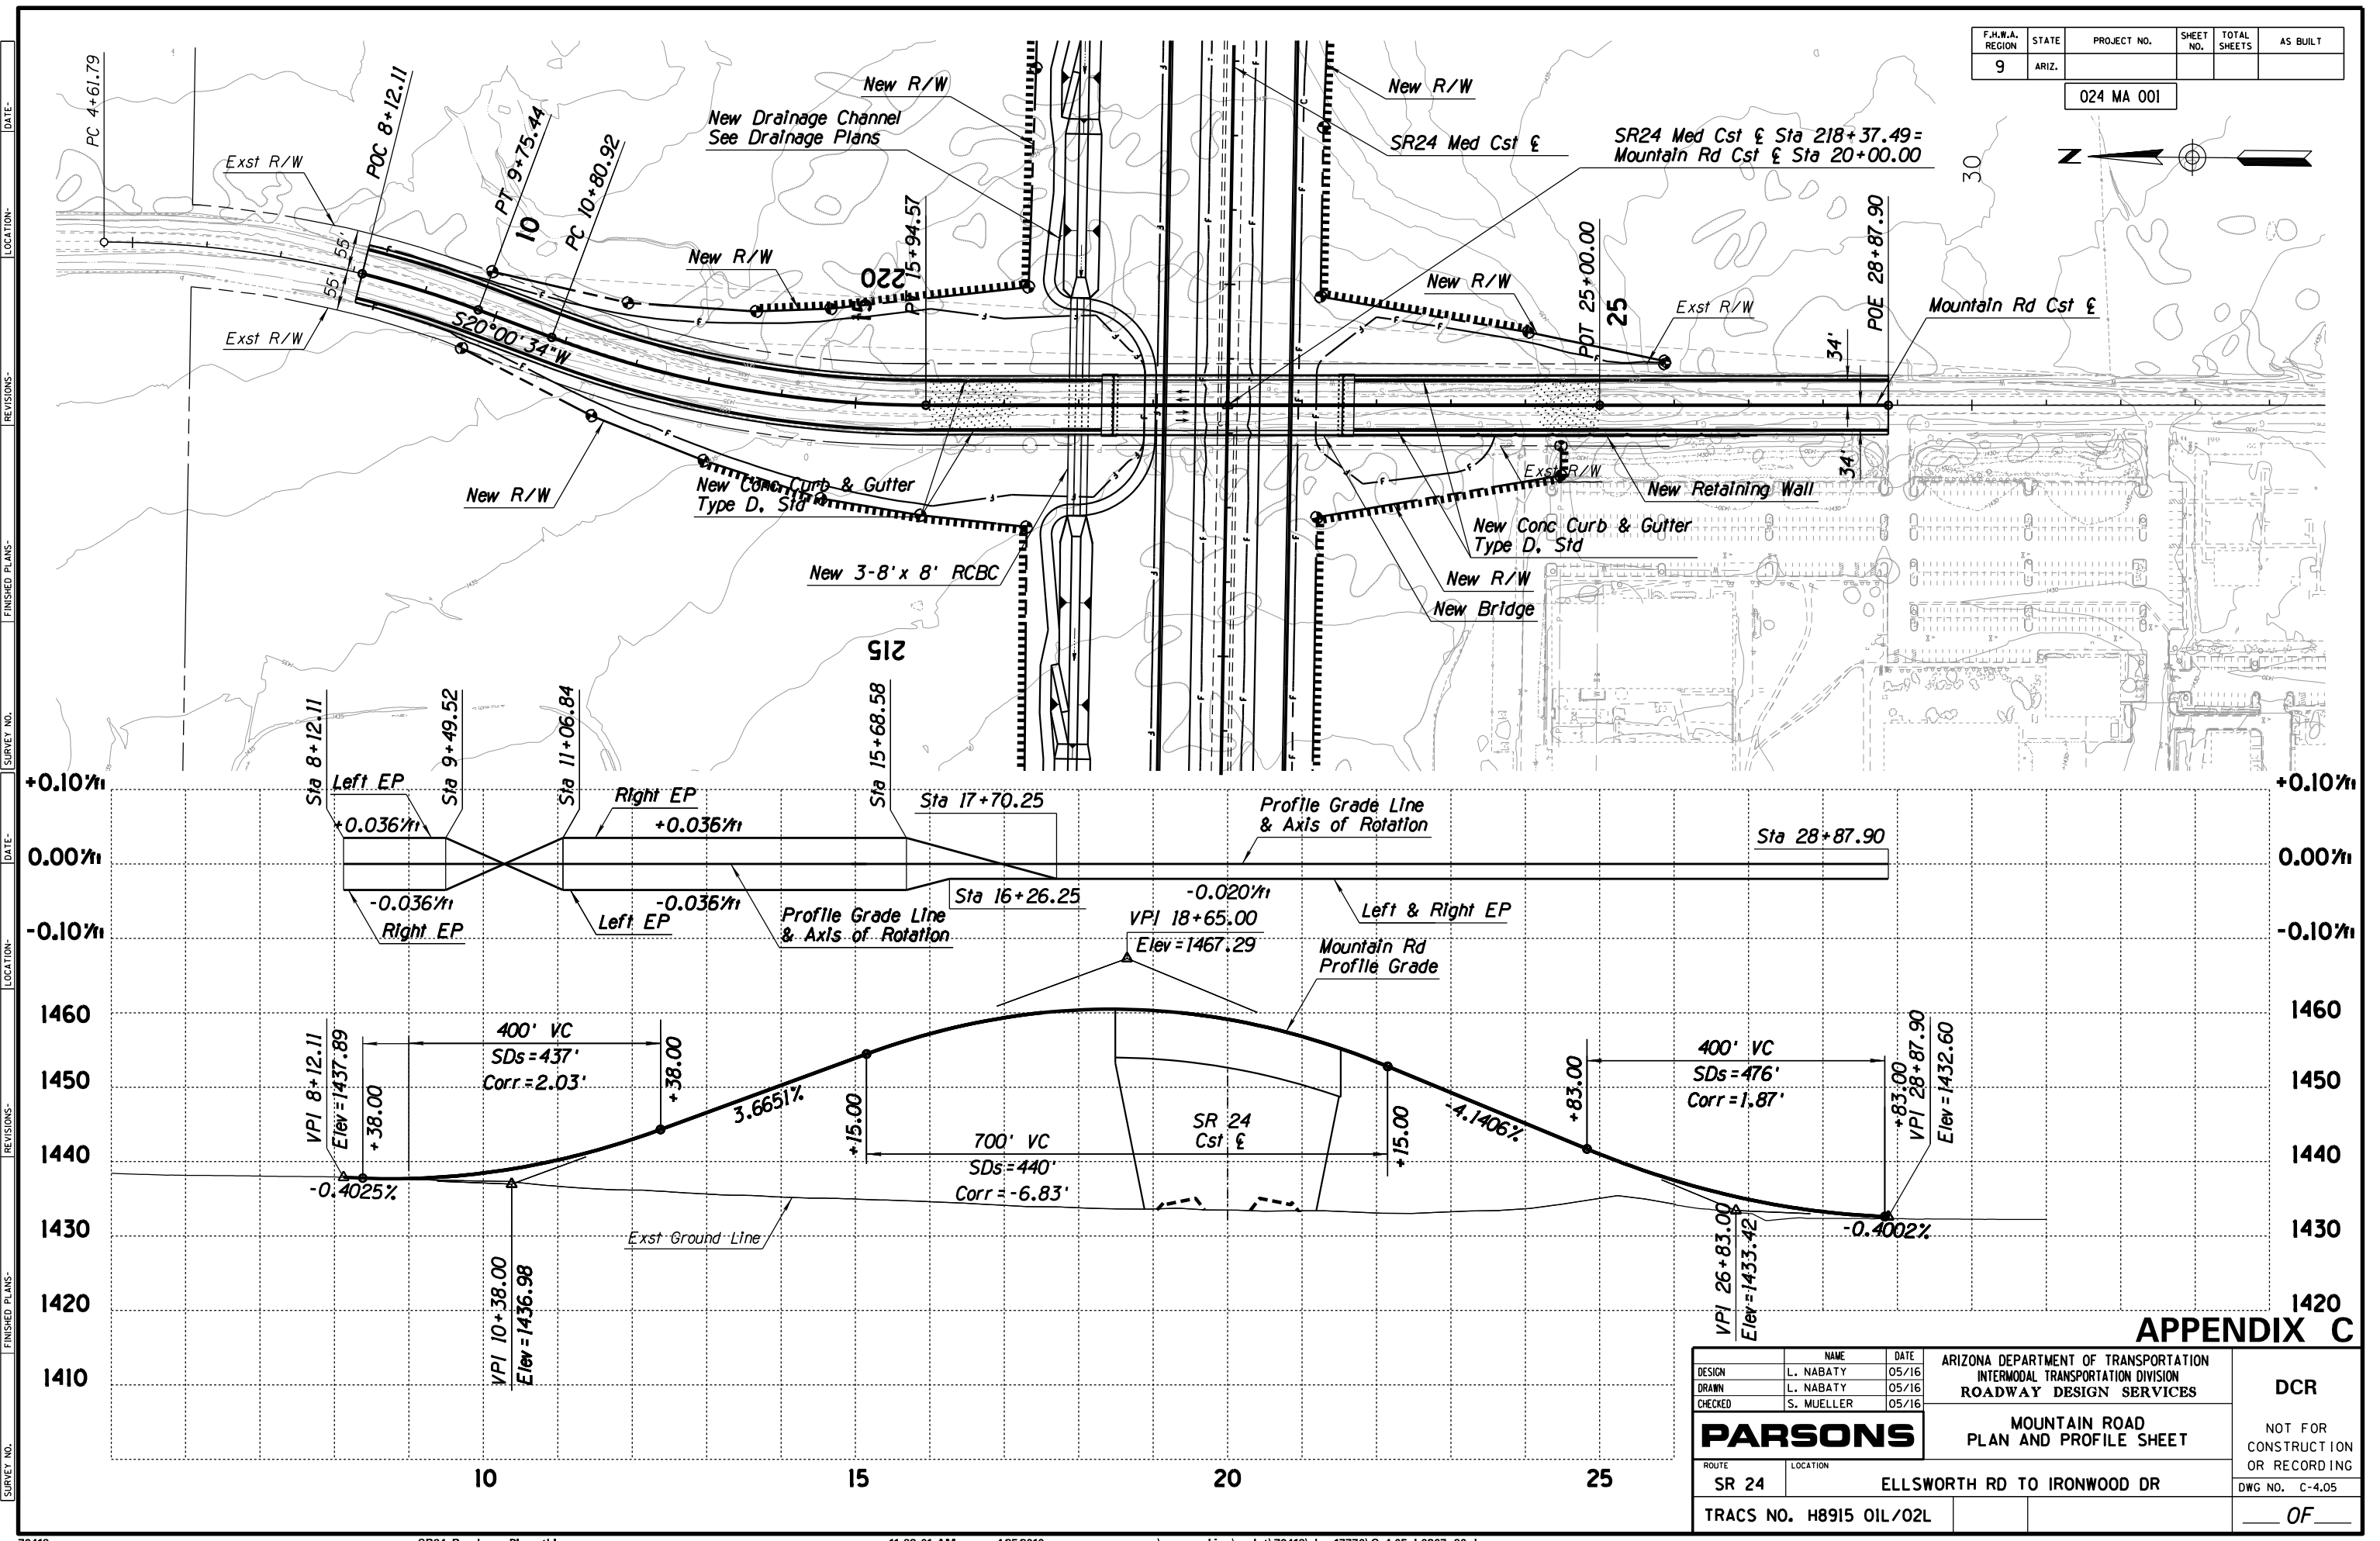 F.H.W.A. REGION
STATE
PROJECT NO.
SHEET NO.
TOTAL SHEETS
AS BUILT
9
ARIZ.
024 MA 001
PC 4+61.79
POC 8+12.11
PT 9+75.44
10
PC 10+80.92
Exst R/W
55'
55'
Exst R/W
S20°00'34"W
New R/W
New Drainage Channel
See Drainage Plans
New R/W
220
15
PT 15+94.57
New R/W
SR24 Med Cst ℄
SR24 Med Cst ℄ Sta 218+37.49=
Mountain Rd Cst ℄ Sta 20+00.00
30
N
New R/W
POT 25+00.00
25
Exst R/W
POE 28+87.90
Mountain Rd Cst ℄
34'
34'
New R/W
New Conc Curb & Gutter
Type D, Std
New 3-8'x 8' RCBC
Exst R/W
New Retaining Wall
New Conc Curb & Gutter
Type D, Std
New R/W
New Bridge
215
Sta 8+12.11
Sta 9+49.52
Sta 11+06.84
Sta 15+68.58
+0.10'/ft
+0.10'/ft
Left EP
Right EP
Sta 17+70.25
Profile Grade Line
& Axis of Rotation
+0.036'/ft
+0.036'/ft
Sta 28+87.90
0.00'/ft
0.00'/ft
-0.036'/ft
-0.036'/ft
Sta 16+26.25
-0.020'/ft
Right EP
Left EP
Profile Grade Line
& Axis of Rotation
Left & Right EP
-0.10'/ft
-0.10'/ft
VPI 18+65.00
Elev=1467.29
Mountain Rd
Profile Grade
1460
1460
VPI 8+12.11
Elev=1437.89
+38.00
400' VC
SDs=437'
Corr=2.03'
+38.00
3.6651%
+15.00
700' VC
SDs=440'
Corr=-6.83'
SR 24
Cst ℄
+15.00
-4.1406%
+83.00
400' VC
SDs=476'
Corr=1.87'
+83.00
VPI 28+87.90
Elev=1432.60
1450
1450
1440
1440
-0.4025%
-0.4002%
1430
1430
Exst Ground Line
VPI 10+38.00
Elev=1436.98
VPI 26+83.00
Elev=1433.42
1420
1420
1410
10
15
20
25
APPENDIX C
NAME
DATE
DESIGN
L. NABATY
05/16
DRAWN
L. NABATY
05/16
CHECKED
S. MUELLER
05/16
ARIZONA DEPARTMENT OF TRANSPORTATION
INTERMODAL TRANSPORTATION DIVISION
ROADWAY DESIGN SERVICES
PARSONS
MOUNTAIN ROAD
PLAN AND PROFILE SHEET
DCR
NOT FOR
CONSTRUCTION
OR RECORDING
ROUTE
SR 24
LOCATION
ELLSWORTH RD TO IRONWOOD DR
DWG NO. C-4.05
TRACS NO. H8915 01L/02L
OF
DATE-
LOCATION-
REVISIONS-
FINISHED PLANS-
SURVEY NO.
DATE-
LOCATION-
REVISIONS-
FINISHED PLANS-
SURVEY NO.